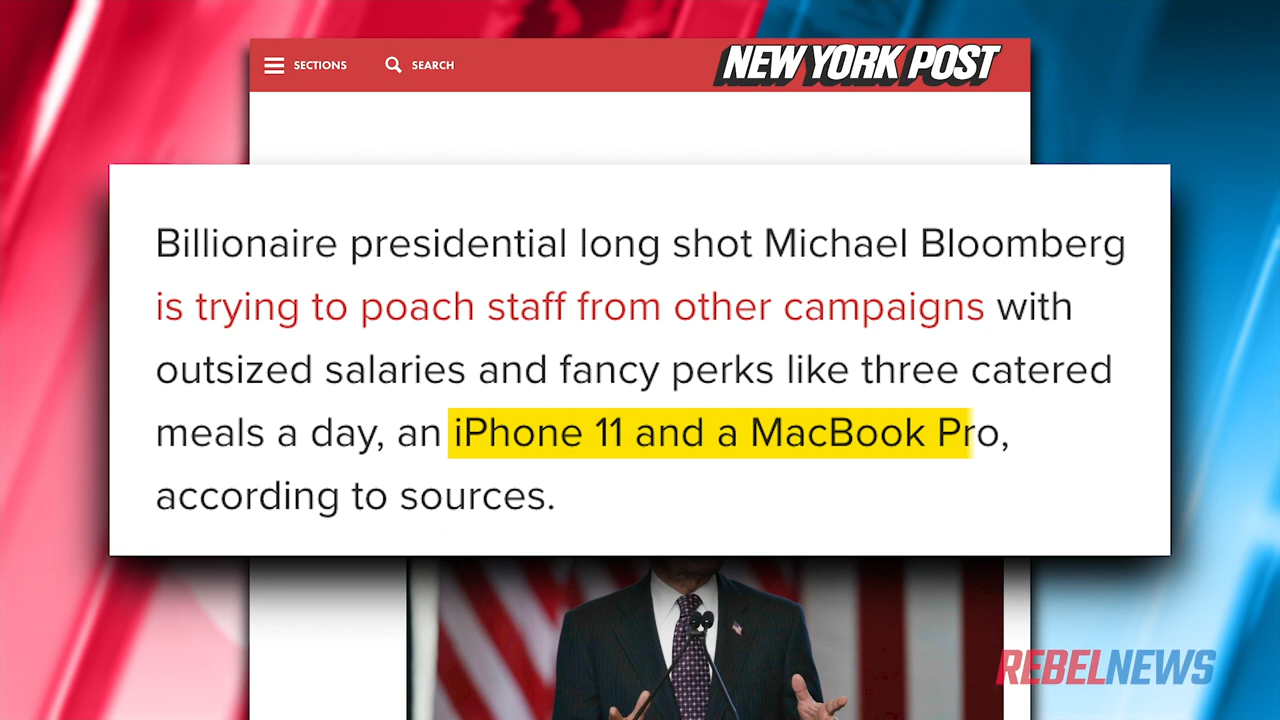 SECTIONS SEARCH NEW YORK POST
Billionaire presidential long shot Michael Bloomberg
is trying to poach staff from other campaigns with
outsized salaries and fancy perks like three catered
meals a day, an iPhone 11 and a MacBook Pro,
according to sources.
REBELNEWS